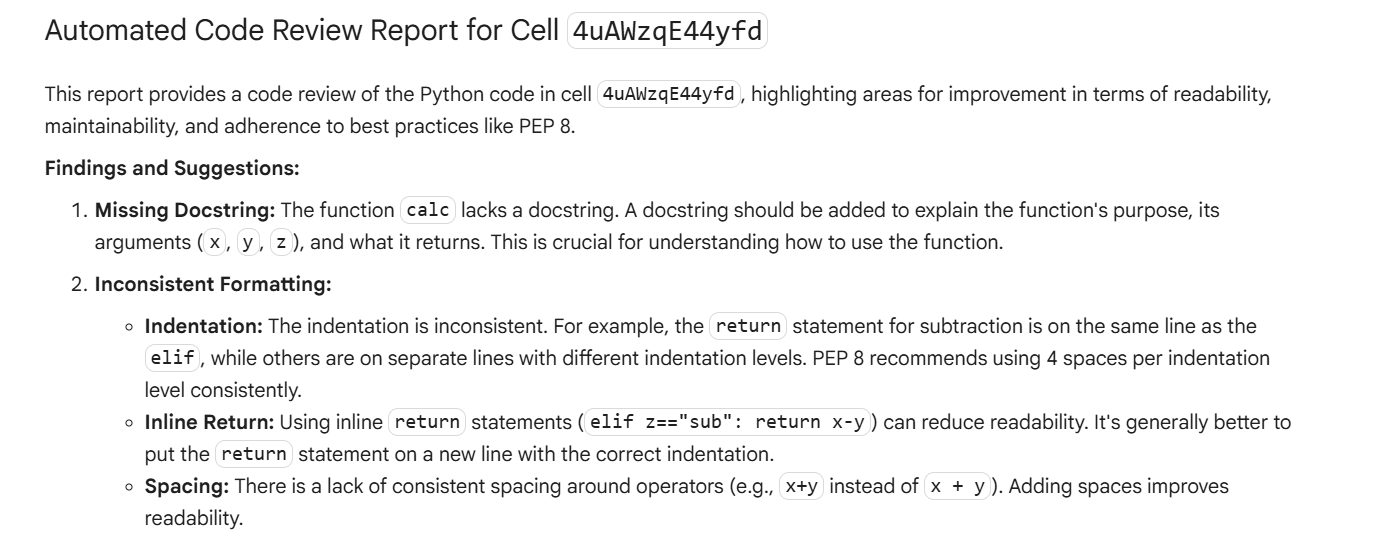 Automated Code Review Report for Cell 4uAWzqE44yfd
This report provides a code review of the Python code in cell 4uAWzqE44yfd, highlighting areas for improvement in terms of readability,
maintainability, and adherence to best practices like PEP 8.
Findings and Suggestions:
1. Missing Docstring: The function calc lacks a docstring. A docstring should be added to explain the function's purpose, its
arguments (x, y, z), and what it returns. This is crucial for understanding how to use the function.
2. Inconsistent Formatting:
◦ Indentation: The indentation is inconsistent. For example, the return statement for subtraction is on the same line as the
elif, while others are on separate lines with different indentation levels. PEP 8 recommends using 4 spaces per indentation
level consistently.
◦ Inline Return: Using inline return statements (elif z=="sub": return x-y) can reduce readability. It's generally better to
put the return statement on a new line with the correct indentation.
◦ Spacing: There is a lack of consistent spacing around operators (e.g., x+y instead of x + y). Adding spaces improves
readability.